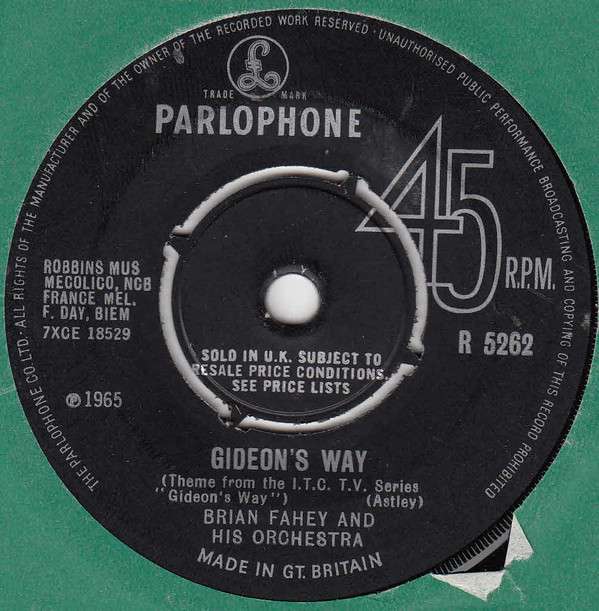 THE PARLOPHONE CO LTD · ALL RIGHTS OF THE MANUFACTURER AND OF THE OWNER OF THE RECORDED WORK RESERVED · UNAUTHORISED PUBLIC PERFORMANCE BROADCASTING AND COPYING OF THIS RECORD PROHIBITED
£
TRADE MARK
PARLOPHONE
45
R.P.M.
ROBBINS MUS
MECOLICO, NCB
FRANCE MEL.
F. DAY, BIEM
7XCE 18529
R 5262
SOLD IN U.K. SUBJECT TO
RESALE PRICE CONDITIONS,
SEE PRICE LISTS
℗ 1965
GIDEON'S WAY
(Theme from the I.T.C. T.V. Series
"Gideon's Way") (Astley)
BRIAN FAHEY AND
HIS ORCHESTRA
MADE IN GT. BRITAIN